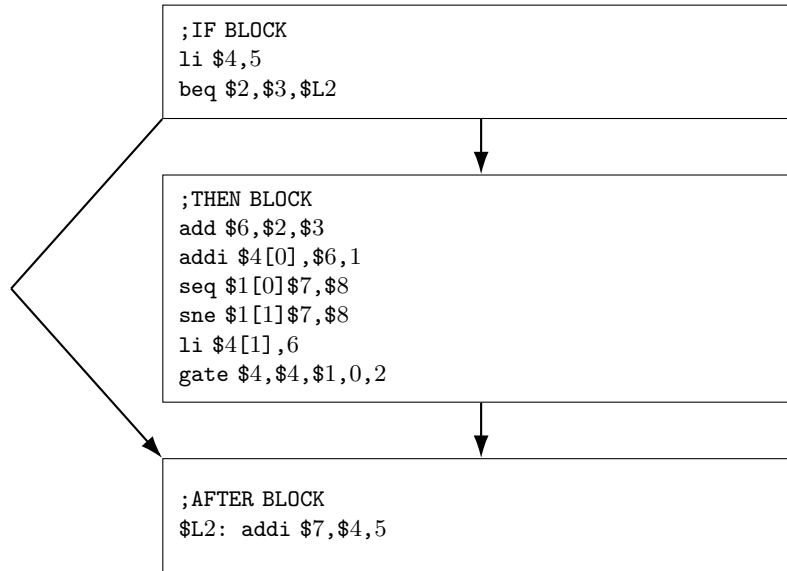 ;IF BLOCK
li $4,5
beq $2,$3,$L2
;THEN BLOCK
add $6,$2,$3
addi $4[0],$6,1
seq $1[0]$7,$8
sne $1[1]$7,$8
li $4[1],6
gate $4,$4,$1,0,2
;AFTER BLOCK
$L2: addi $7,$4,5